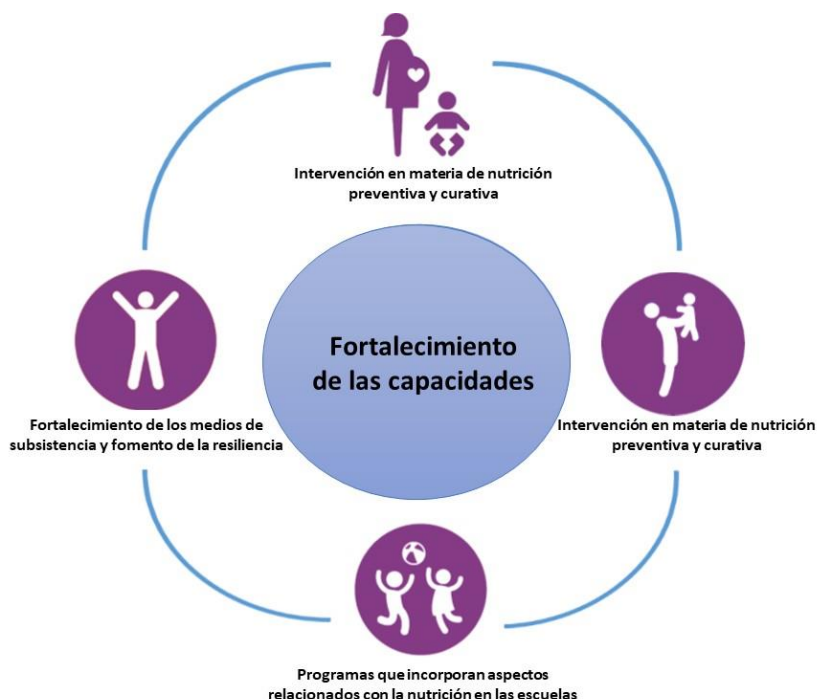 Intervención en materia de nutrición
preventiva y curativa
Fortalecimiento
de las capacidades
Fortalecimiento de los medios de
subsistencia y fomento de la resiliencia
Intervención en materia de nutrición
preventiva y curativa
Programas que incorporan aspectos
relacionados con la nutrición en las escuelas